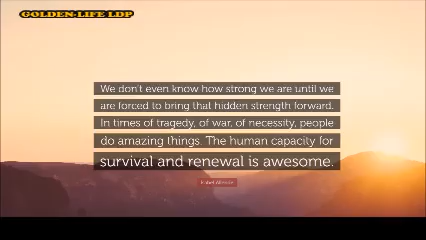 GOLDEN-LIFE LDP
We don't even know how strong we are until we
are forced to bring that hidden strength forward.
In times of tragedy, of war, of necessity, people
do amazing things. The human capacity for
survival and renewal is awesome.
Isabel Allende